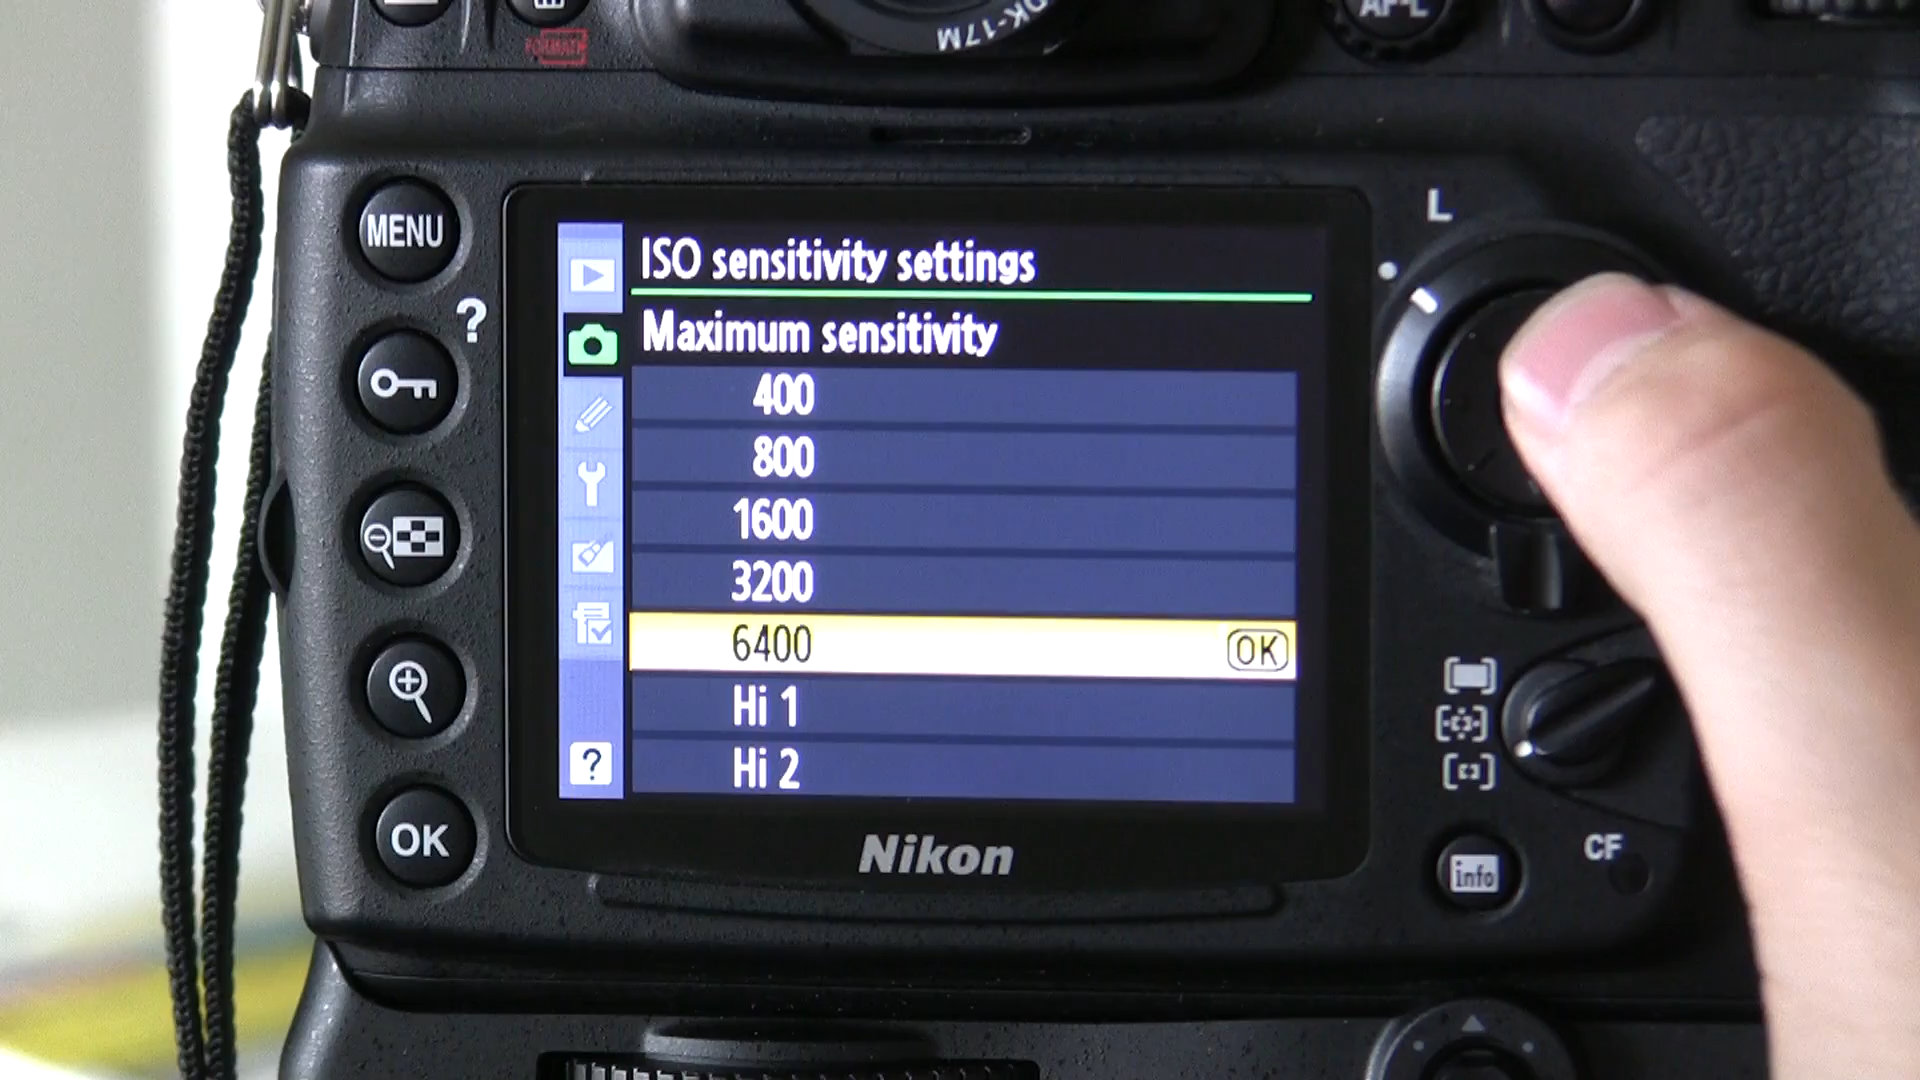 DK-17M
AF-L
FORMAT
MENU
?
L
ISO sensitivity settings
Maximum sensitivity
400
800
1600
3200
6400 OK
Hi 1
Hi 2
?
OK
Nikon
info
CF